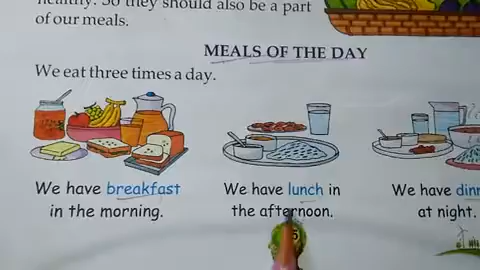 healthy. So they should also be a part
of our meals.
MEALS OF THE DAY
We eat three times a day.
We have breakfast
in the morning.
We have lunch in
the afternoon.
We have
at night.